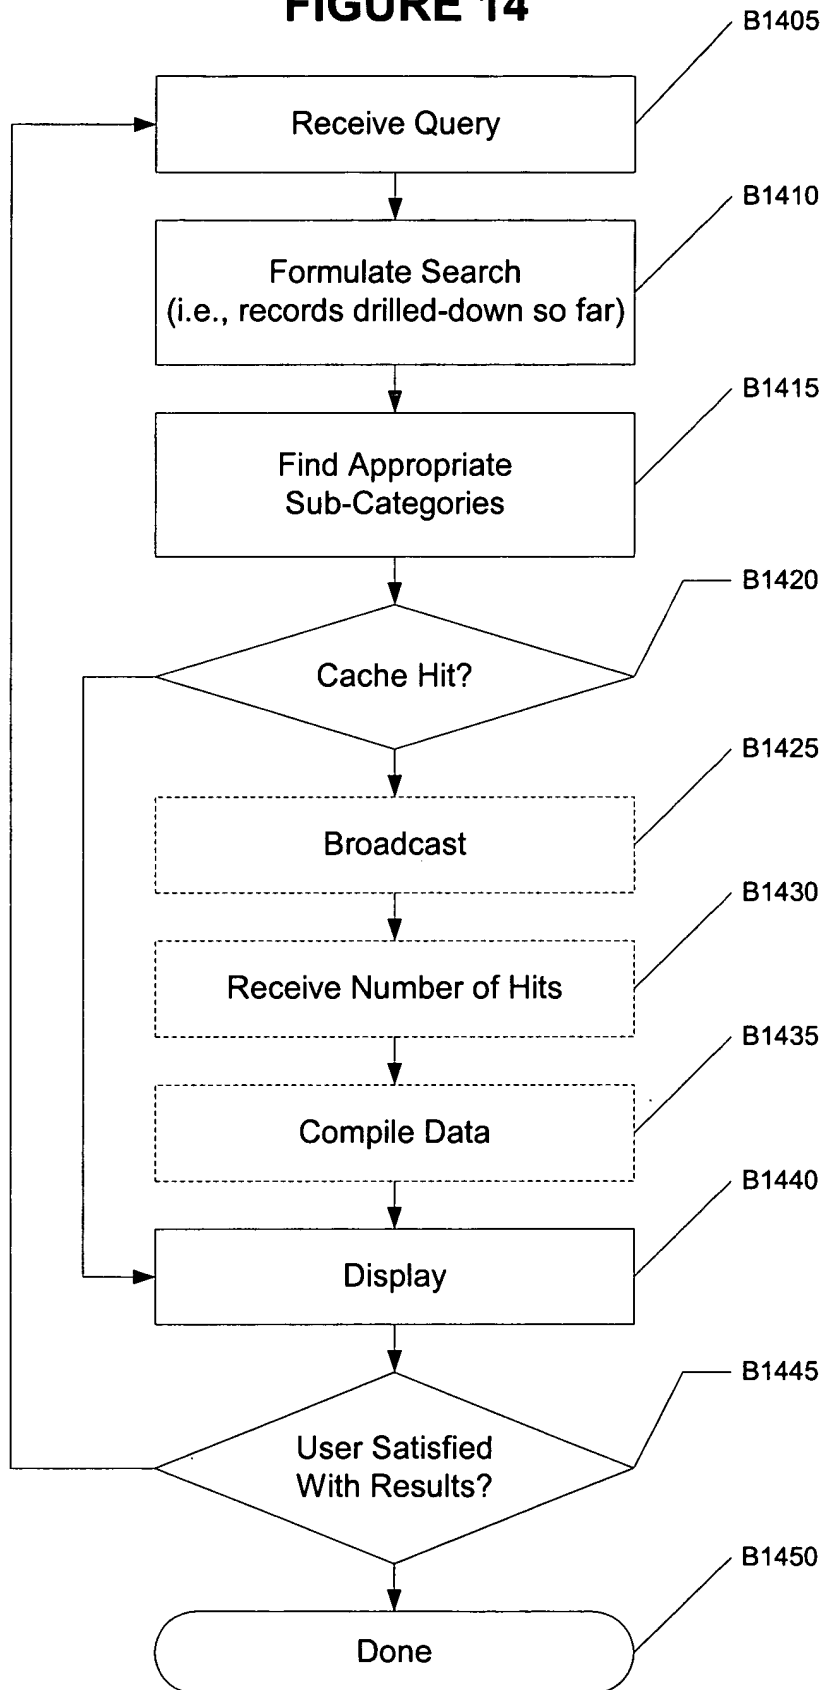 FIGURE 14
B1405
Receive Query
B1410
Formulate Search
(i.e., records drilled-down so far)
B1415
Find Appropriate
Sub-Categories
B1420
Cache Hit?
B1425
Broadcast
B1430
Receive Number of Hits
B1435
Compile Data
B1440
Display
B1445
User Satisfied
With Results?
B1450
Done